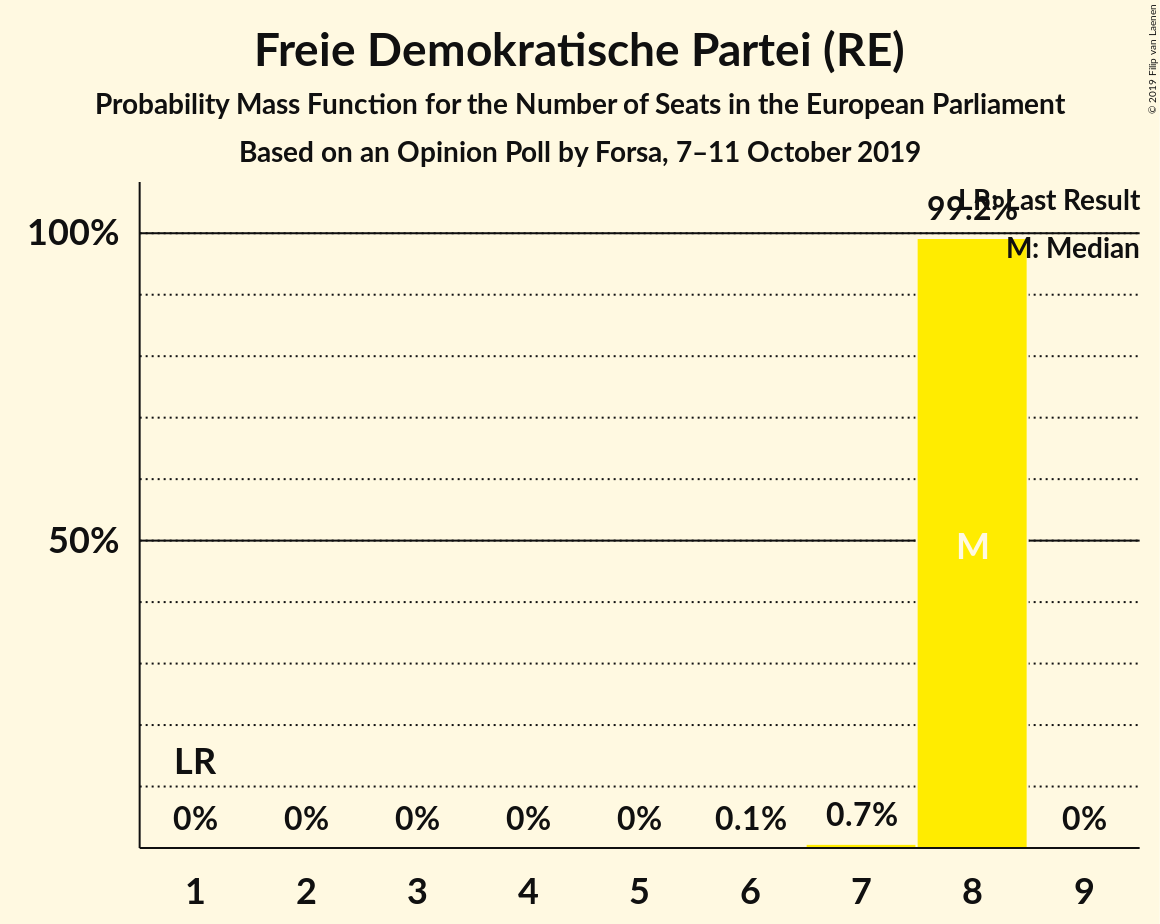 Freie Demokratische Partei (RE)
Probability Mass Function for the Number of Seats in the European Parliament
Based on an Opinion Poll by Forsa, 7–11 October 2019
© 2019 Filip van Laenen
LR: Last Result
M: Median
99.2%
100%
50%
M
LR
0% 0% 0% 0% 0% 0.1% 0.7% 0%
1 2 3 4 5 6 7 8 9